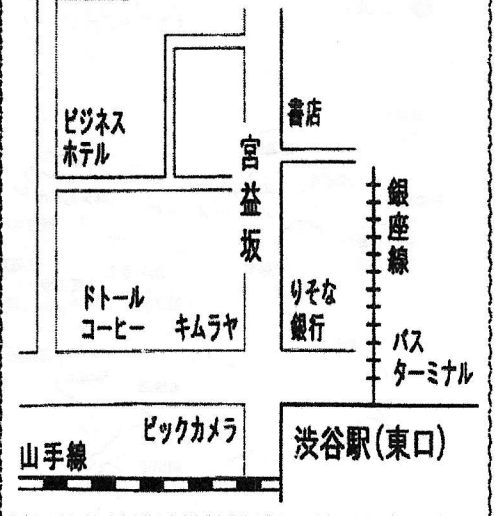 ビジネス
ホテル
書店
宮益坂
銀座線
ドトール
コーヒー
キムラヤ
りそな
銀行
バス
ターミナル
ビックカメラ
渋谷駅(東口)
山手線